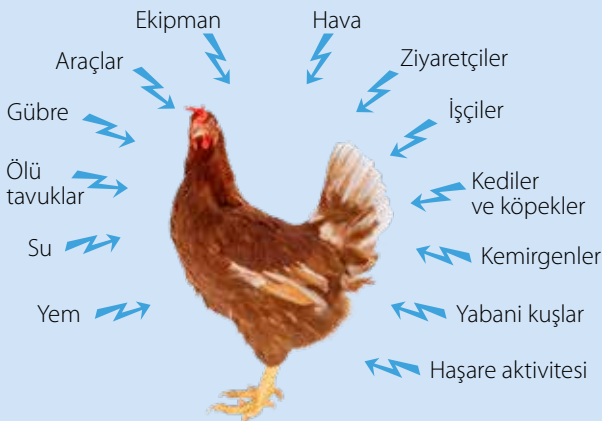 Ekipman
Hava
Araçlar
Ziyaretçiler
Gübre
İşçiler
Ölü
tavuklar
Kediler
ve köpekler
Su
Kemirgenler
Yem
Yabani kuşlar
Haşare aktivitesi